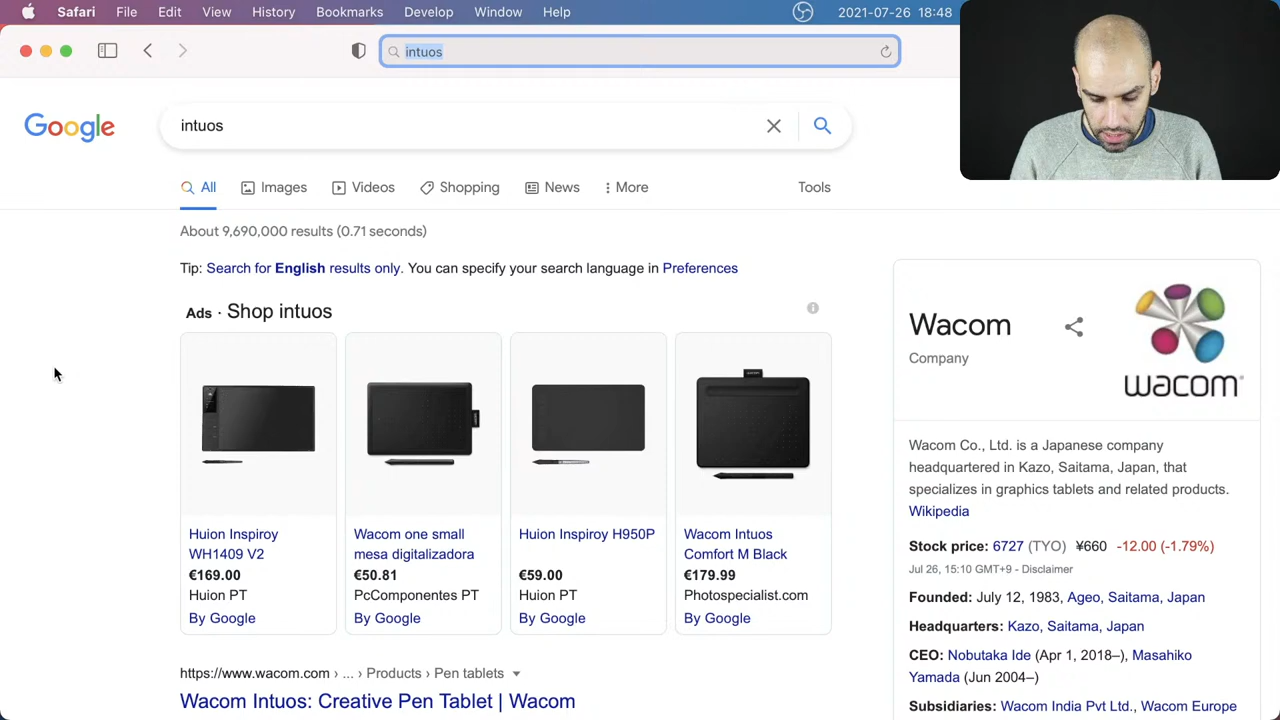 Safari File Edit View History Bookmarks Develop Window Help 2021-07-26 18:48
intuos
Google
intuos
All Images Videos Shopping News More Tools
About 9,690,000 results (0.71 seconds)
Tip: Search for English results only. You can specify your search language in Preferences
Ads · Shop intuos
Huion Inspiroy
WH1409 V2
€169.00
Huion PT
By Google
Wacom one small
mesa digitalizadora
€50.81
PcComponentes PT
By Google
Huion Inspiroy H950P
€59.00
Huion PT
By Google
Wacom Intuos
Comfort M Black
€179.99
Photospecialist.com
By Google
https://www.wacom.com › ... › Products › Pen tablets
Wacom Intuos: Creative Pen Tablet | Wacom
Wacom
Company
wacom
Wacom Co., Ltd. is a Japanese company
headquartered in Kazo, Saitama, Japan, that
specializes in graphics tablets and related products.
Wikipedia
Stock price: 6727 (TYO) ¥660 -12.00 (-1.79%)
Jul 26, 15:10 GMT+9 - Disclaimer
Founded: July 12, 1983, Ageo, Saitama, Japan
Headquarters: Kazo, Saitama, Japan
CEO: Nobutaka Ide (Apr 1, 2018–), Masahiko
Yamada (Jun 2004–)
Subsidiaries: Wacom India Pvt Ltd., Wacom Europe